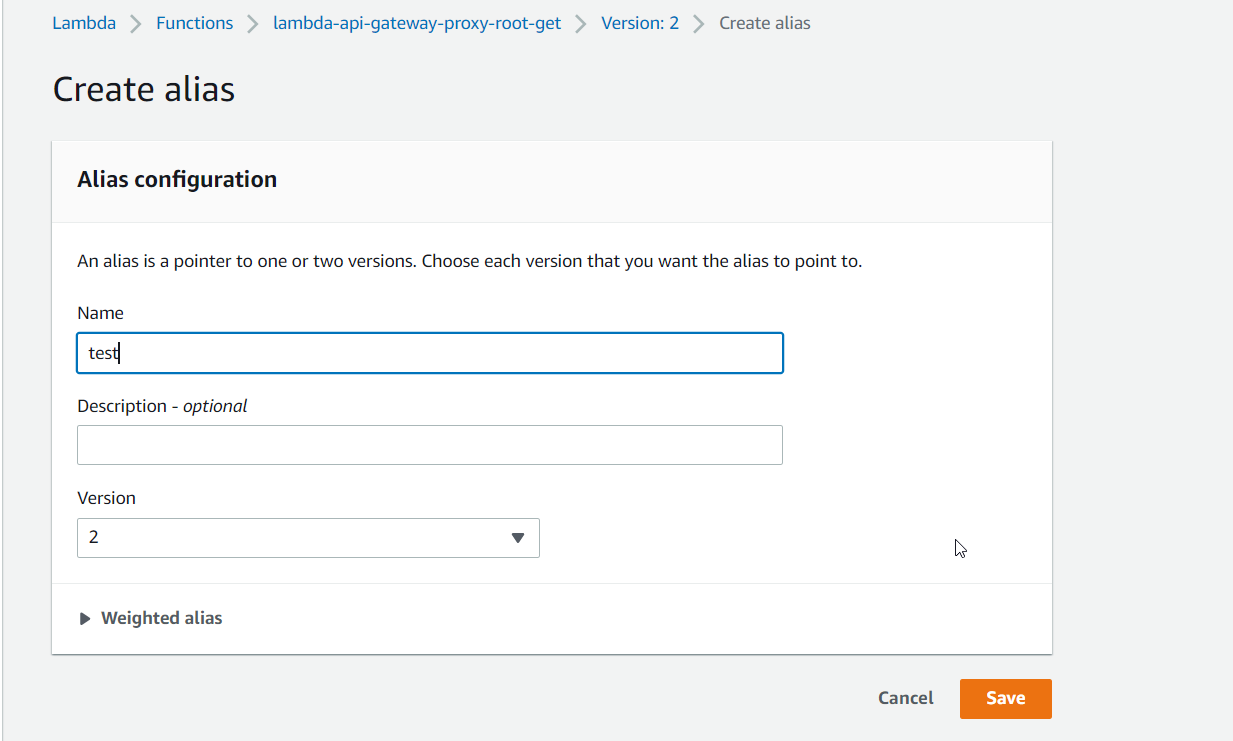 Lambda > Functions > lambda-api-gateway-proxy-root-get > Version: 2 > Create alias
Create alias
Alias configuration
An alias is a pointer to one or two versions. Choose each version that you want the alias to point to.
Name
test
Description - optional
Version
2
Weighted alias
Cancel Save